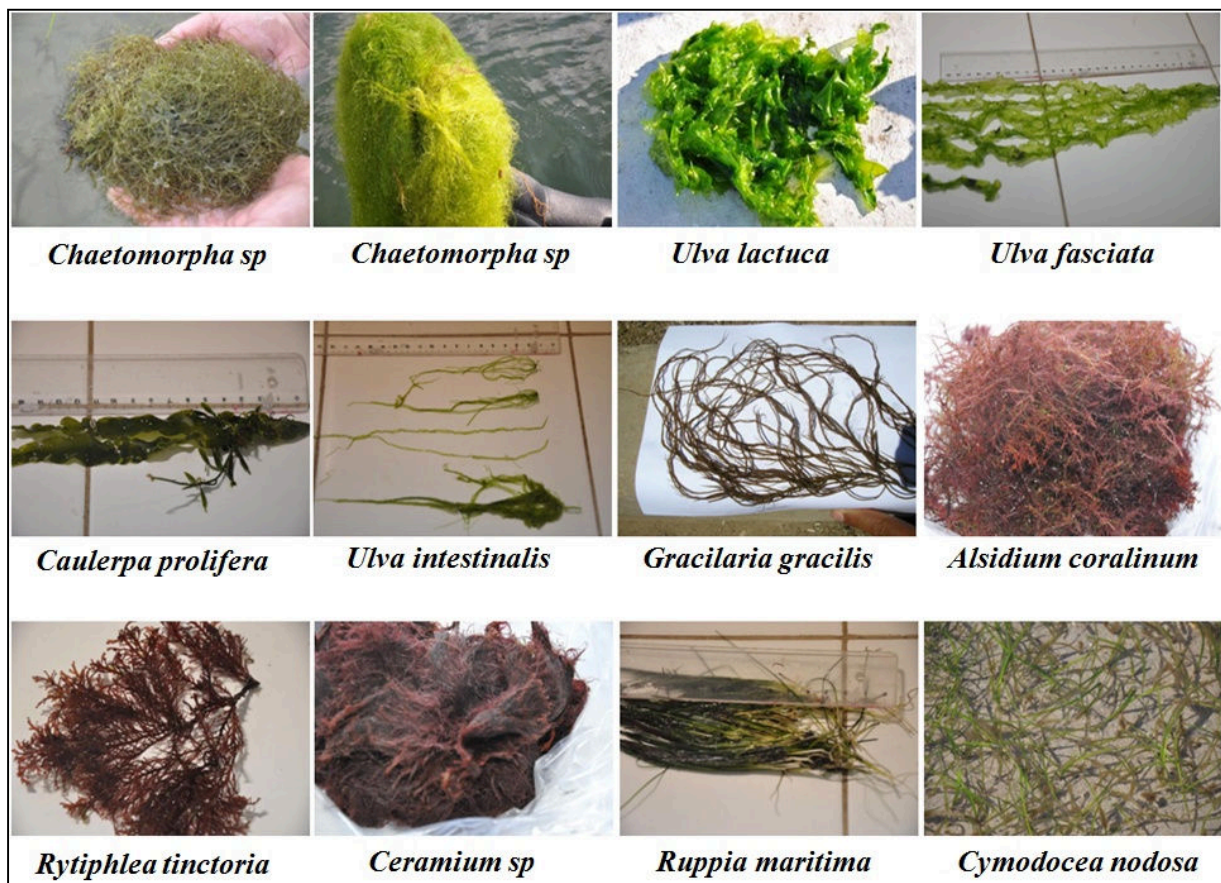 Chaetomorpha sp
Chaetomorpha sp
Ulva lactuca
Ulva fasciata
Caulerpa prolifera
Ulva intestinalis
Gracilaria gracilis
Alsidium coralinum
Rytiphlea tinctoria
Ceramium sp
Ruppia maritima
Cymodocea nodosa